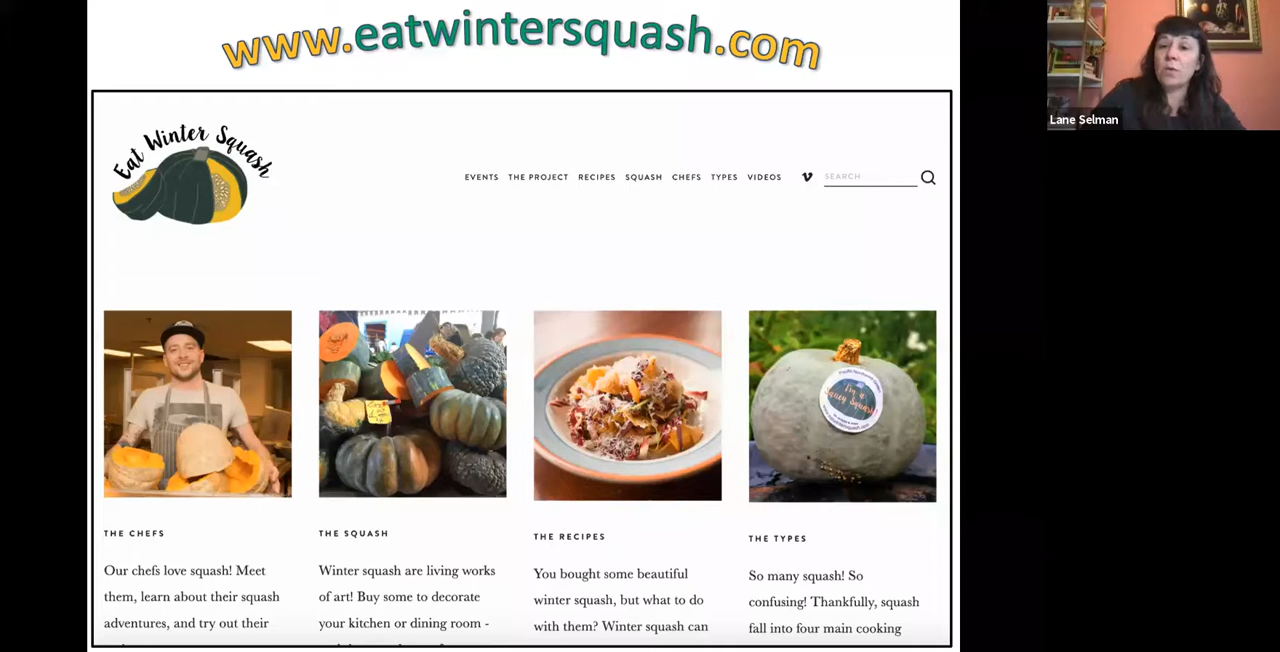 www.eatwintersquash.com
Lane Selman
Eat Winter Squash
EVENTS THE PROJECT RECIPES SQUASH CHEFS TYPES VIDEOS SEARCH
I'm a
THE CHEFS
Our chefs love squash! Meet
them, learn about their squash
adventures, and try out their
THE SQUASH
Winter squash are living works
of art! Buy some to decorate
your kitchen or dining room -
THE RECIPES
You bought some beautiful
winter squash, but what to do
with them? Winter squash can
THE TYPES
So many squash! So
confusing! Thankfully, squash
fall into four main cooking